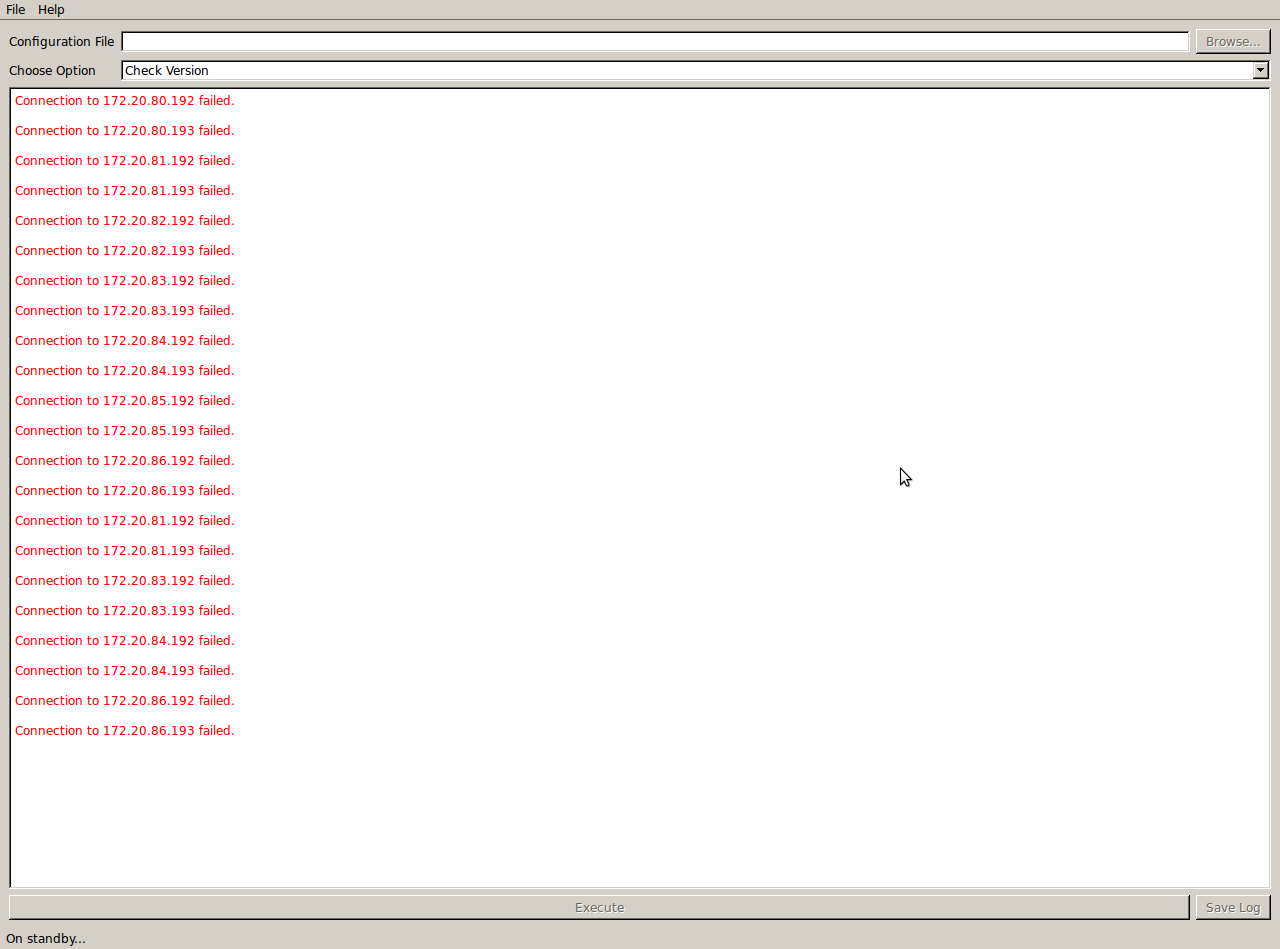 File Help
Configuration File Browse...
Choose Option Check Version
Connection to 172.20.80.192 failed.
Connection to 172.20.80.193 failed.
Connection to 172.20.81.192 failed.
Connection to 172.20.81.193 failed.
Connection to 172.20.82.192 failed.
Connection to 172.20.82.193 failed.
Connection to 172.20.83.192 failed.
Connection to 172.20.83.193 failed.
Connection to 172.20.84.192 failed.
Connection to 172.20.84.193 failed.
Connection to 172.20.85.192 failed.
Connection to 172.20.85.193 failed.
Connection to 172.20.86.192 failed.
Connection to 172.20.86.193 failed.
Connection to 172.20.81.192 failed.
Connection to 172.20.81.193 failed.
Connection to 172.20.83.192 failed.
Connection to 172.20.83.193 failed.
Connection to 172.20.84.192 failed.
Connection to 172.20.84.193 failed.
Connection to 172.20.86.192 failed.
Connection to 172.20.86.193 failed.
Execute Save Log
On standby...